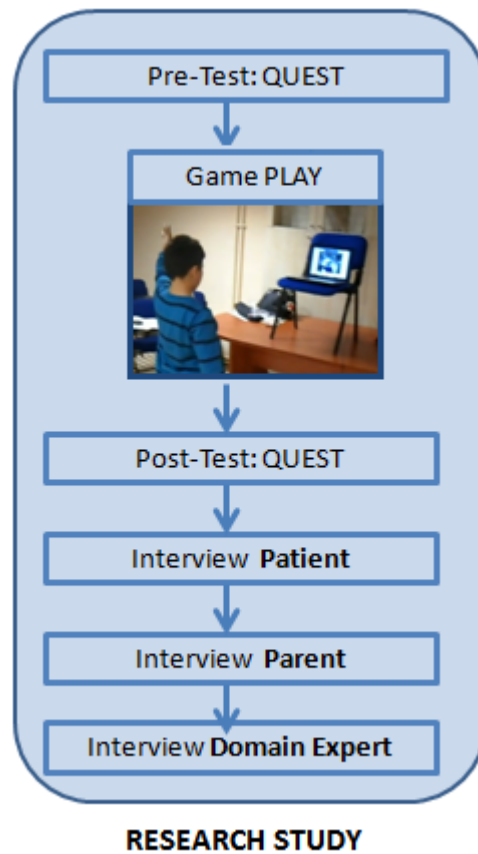 Pre-Test: QUEST
Game PLAY
Post-Test: QUEST
Interview Patient
Interview Parent
Interview Domain Expert
RESEARCH STUDY